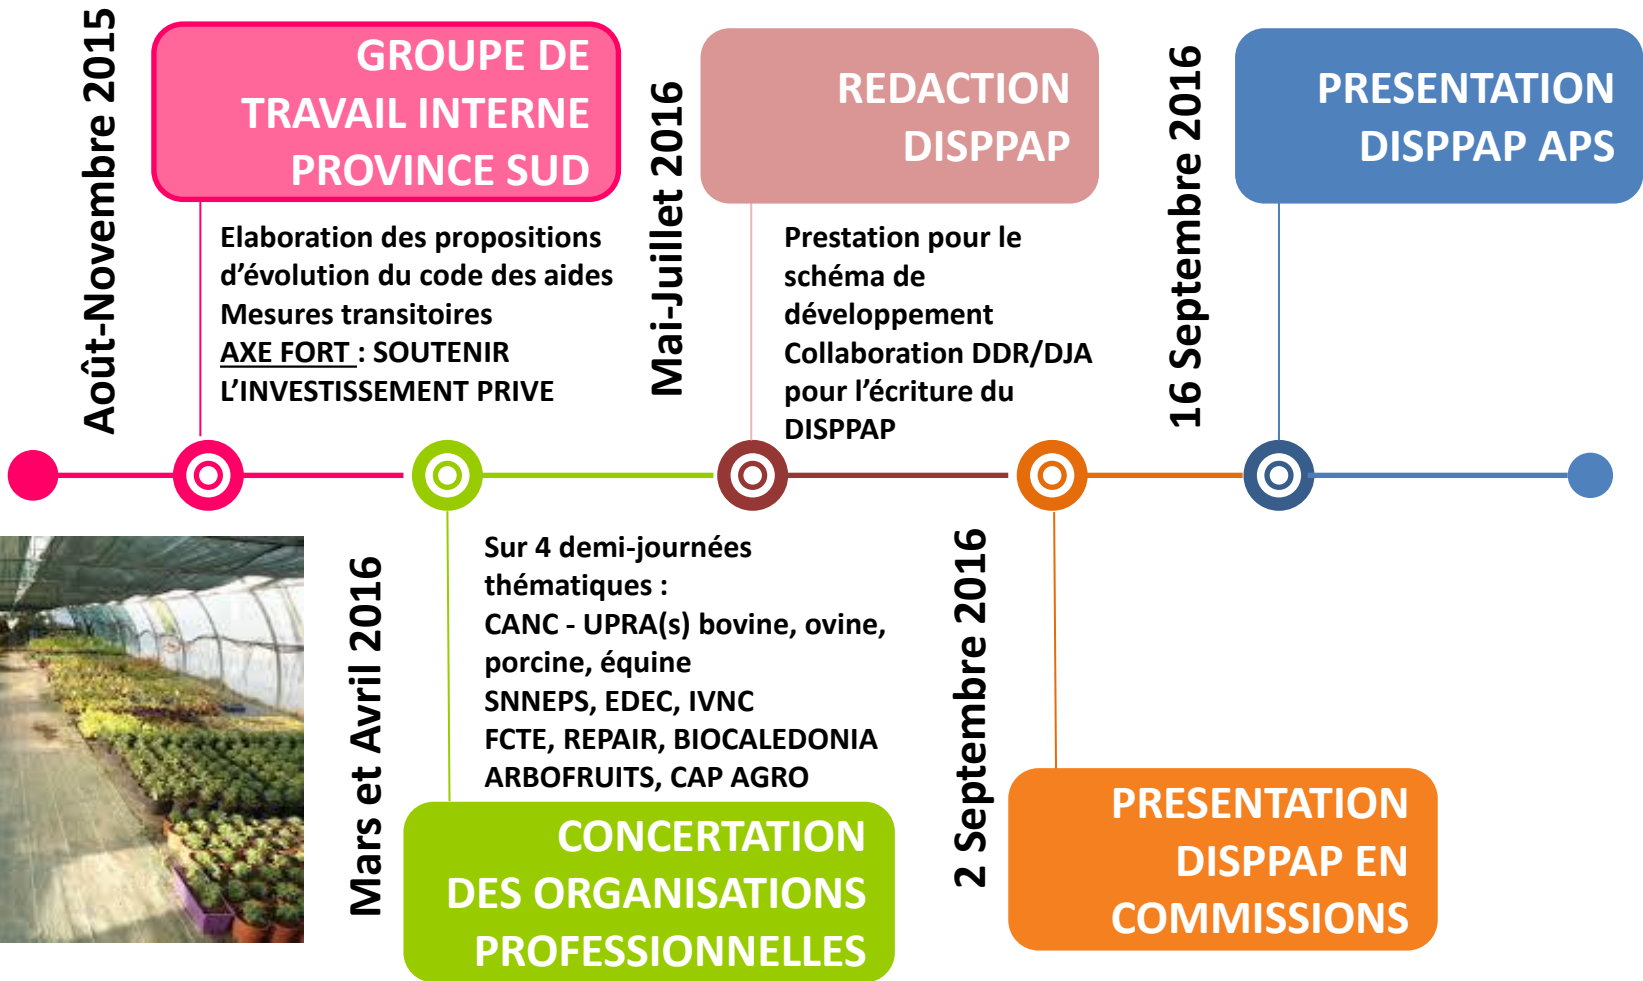 Août-Novembre 2015
GROUPE DE
TRAVAIL INTERNE
PROVINCE SUD
Elaboration des propositions
d’évolution du code des aides
Mesures transitoires
AXE FORT : SOUTENIR
L’INVESTISSEMENT PRIVE
Mars et Avril 2016
Sur 4 demi-journées
thématiques :
CANC - UPRA(s) bovine, ovine,
porcine, équine
SNNEPS, EDEC, IVNC
FCTE, REPAIR, BIOCALEDONIA
ARBOFRUITS, CAP AGRO
CONCERTATION
DES ORGANISATIONS
PROFESSIONNELLES
Mai-Juillet 2016
REDACTION
DISPPAP
Prestation pour le
schéma de
développement
Collaboration DDR/DJA
pour l’écriture du
DISPPAP
2 Septembre 2016
PRESENTATION
DISPPAP EN
COMMISSIONS
16 Septembre 2016
PRESENTATION
DISPPAP APS